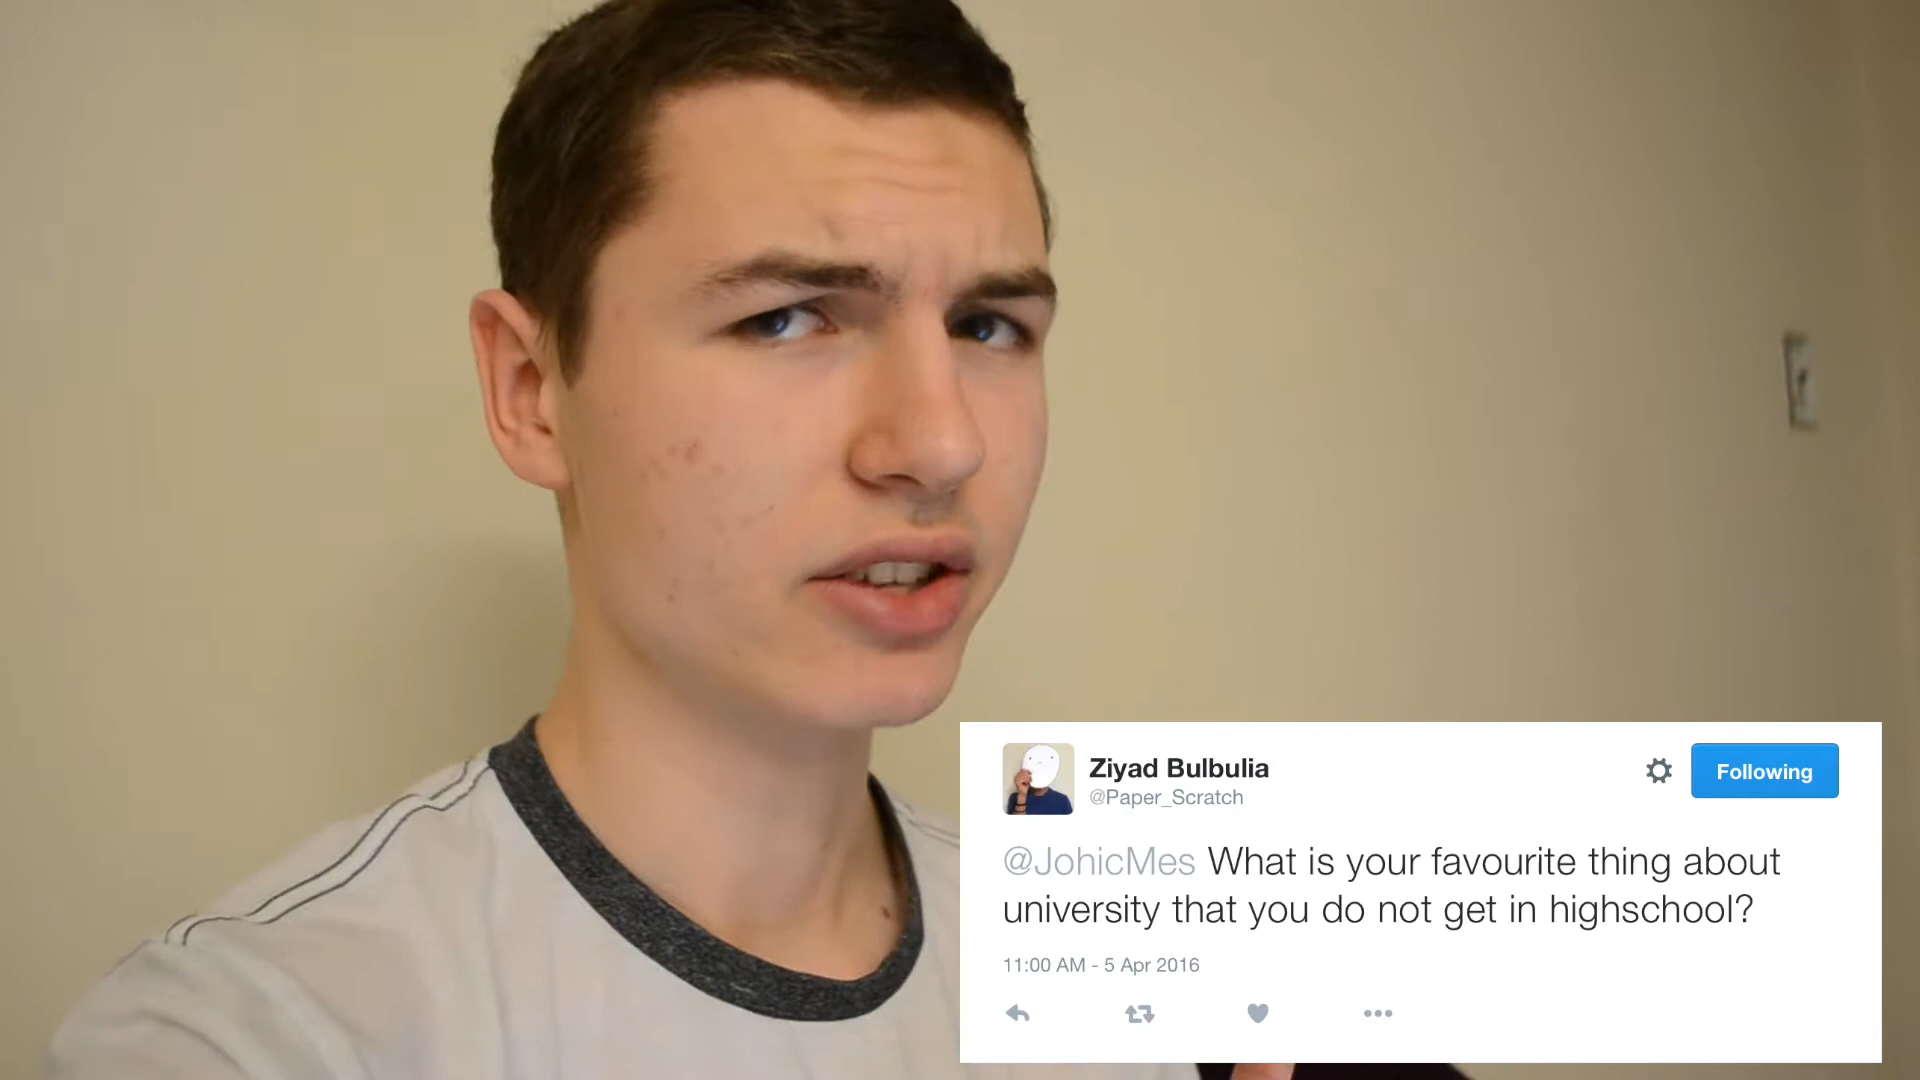 Ziyad Bulbulia
@Paper_Scratch
Following
@JohicMes What is your favourite thing about
university that you do not get in highschool?
11:00 AM - 5 Apr 2016